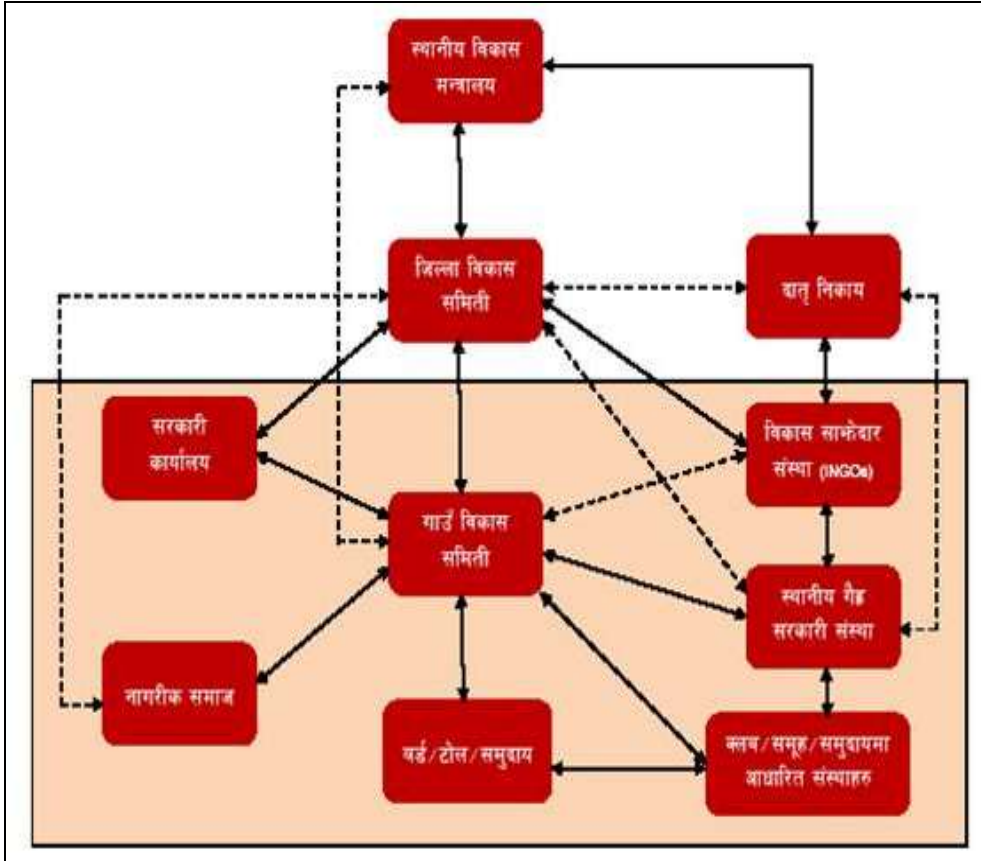 स्थानीय विकास
मन्त्रालय
जिल्ला विकास
समिती
दातृ निकाय
सरकारी
कार्यालय
विकास साझेदार
संस्था (INGOs)
गाउँ विकास
समिती
स्थानीय गैह्र
सरकारी संस्था
नागरीक समाज
वर्ड/टोल/समुदाय
क्लब/समूह/समुदायमा
आधारित संस्थाहरु